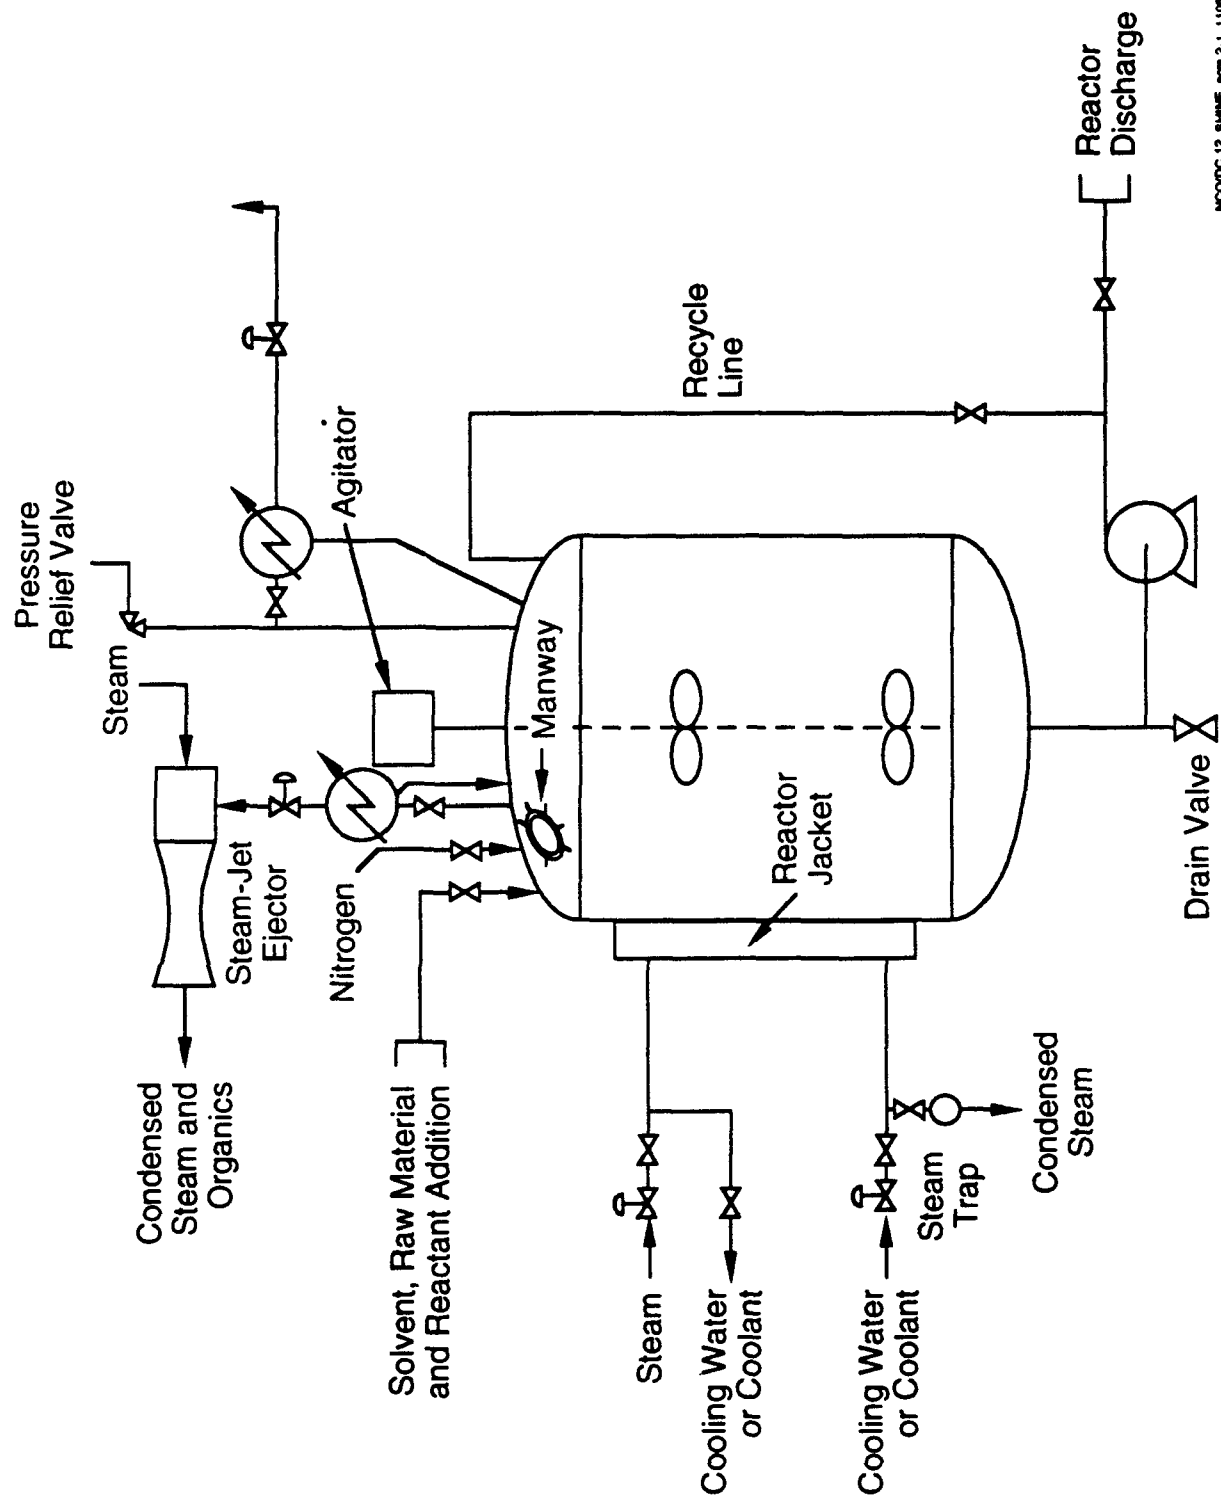 Pressure
Relief Valve
Steam
Agitator
Condensed
Steam and
Organics
Steam-Jet
Ejector
Nitrogen
Manway
Solvent, Raw Material
and Reactant Addition
Recycle
Line
Reactor
Discharge
Reactor
Jacket
Steam
Cooling Water
or Coolant
Cooling Water
or Coolant
Steam
Trap
Condensed
Steam
Drain Valve